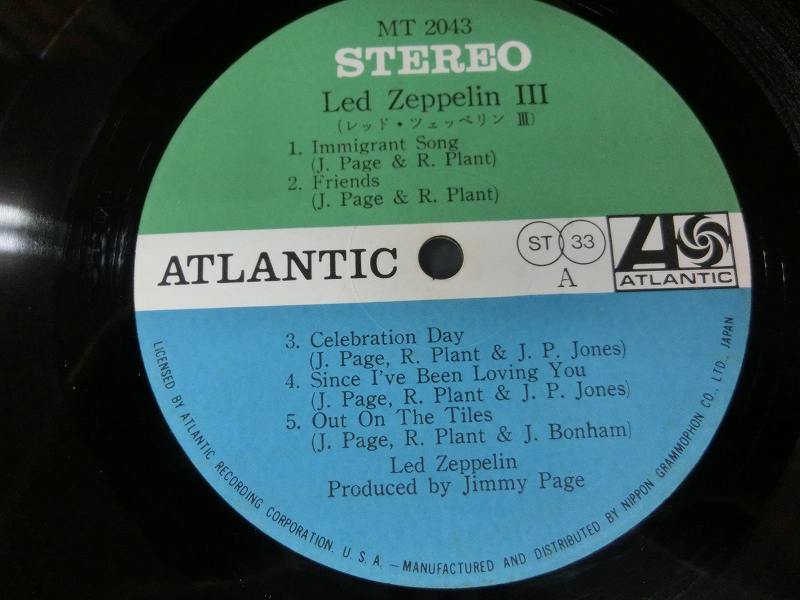 MT 2043
STEREO
Led Zeppelin III
(レッド・ツェッペリン Ⅲ)
1. Immigrant Song
(J. Page & R. Plant)
2. Friends
(J. Page & R. Plant)
ATLANTIC
ST 33
A
ATLANTIC
3. Celebration Day
(J. Page, R. Plant & J. P. Jones)
4. Since I've Been Loving You
(J. Page, R. Plant & J. P. Jones)
5. Out On The Tiles
(J. Page, R. Plant & J. Bonham)
Led Zeppelin
Produced by Jimmy Page
LICENSED BY ATLANTIC RECORDING CORPORATION. U. S. A. —MANUFACTURED AND DISTRIBUTED BY NIPPON GRAMMOPHON CO., LTD., JAPAN